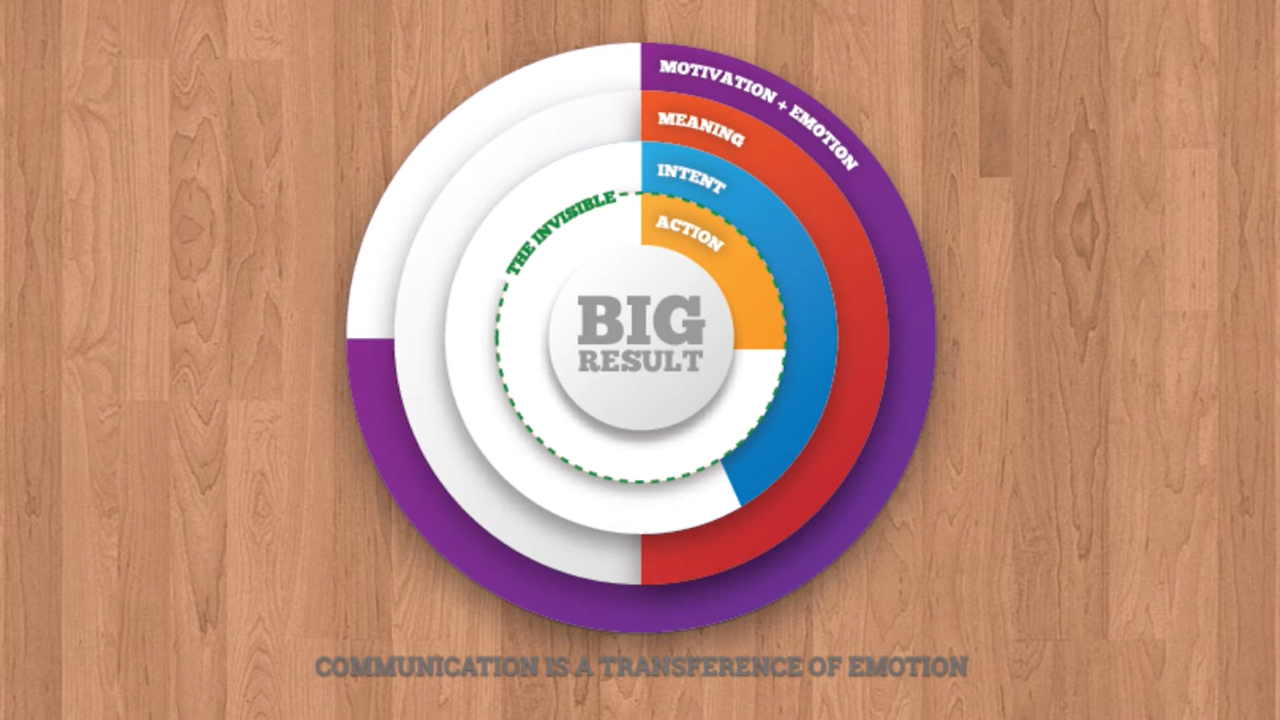 MOTIVATION + EMOTION
MEANING
INTENT
THE INVISIBLE
ACTION
BIG
RESULT
COMMUNICATION IS A TRANSFERENCE OF EMOTION